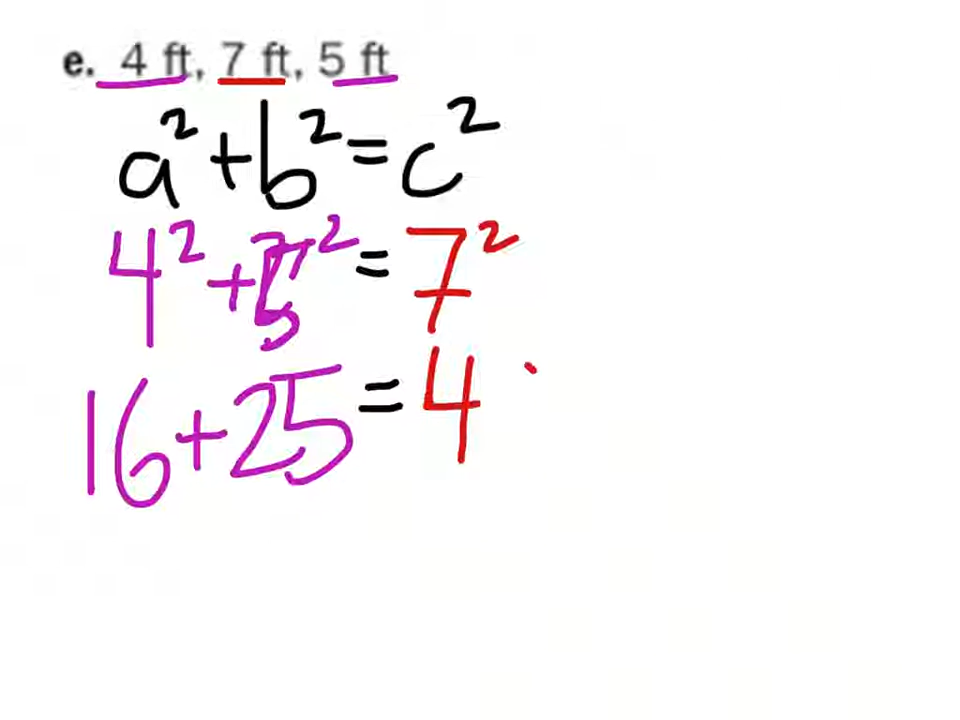 e. 4 ft, 7 ft, 5 ft
a² + b² = c²
4² + 5² = 7²
16 + 25 = 4